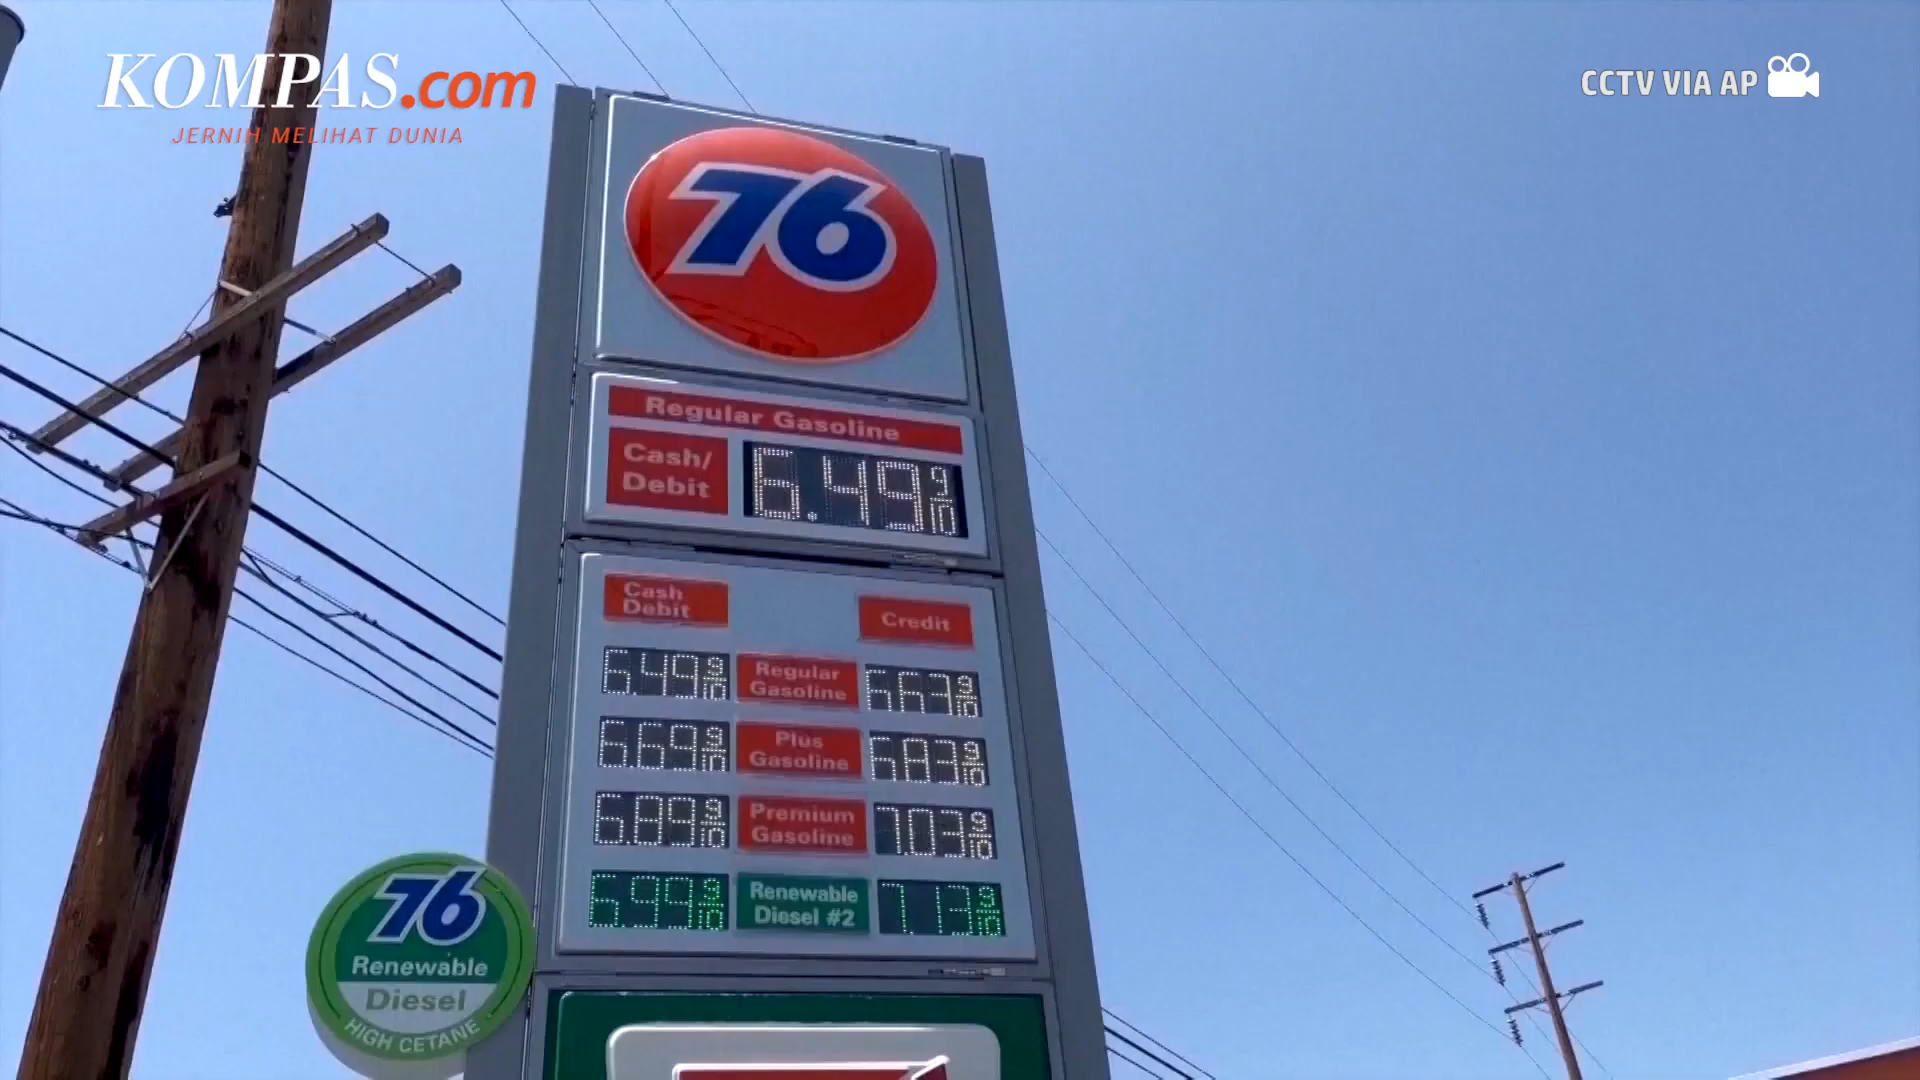 KOMPAS.com
JERNIH MELIHAT DUNIA
CCTV VIA AP
76
Regular Gasoline
Cash/
Debit
6.49 9/10
Cash
Debit
Credit
6.49 9/10 Regular Gasoline 6.63 9/10
6.69 9/10 Plus Gasoline 6.83 9/10
6.89 9/10 Premium Gasoline 7.03 9/10
6.99 9/10 Renewable Diesel #2 7.13 9/10
76
Renewable
Diesel
HIGH CETANE